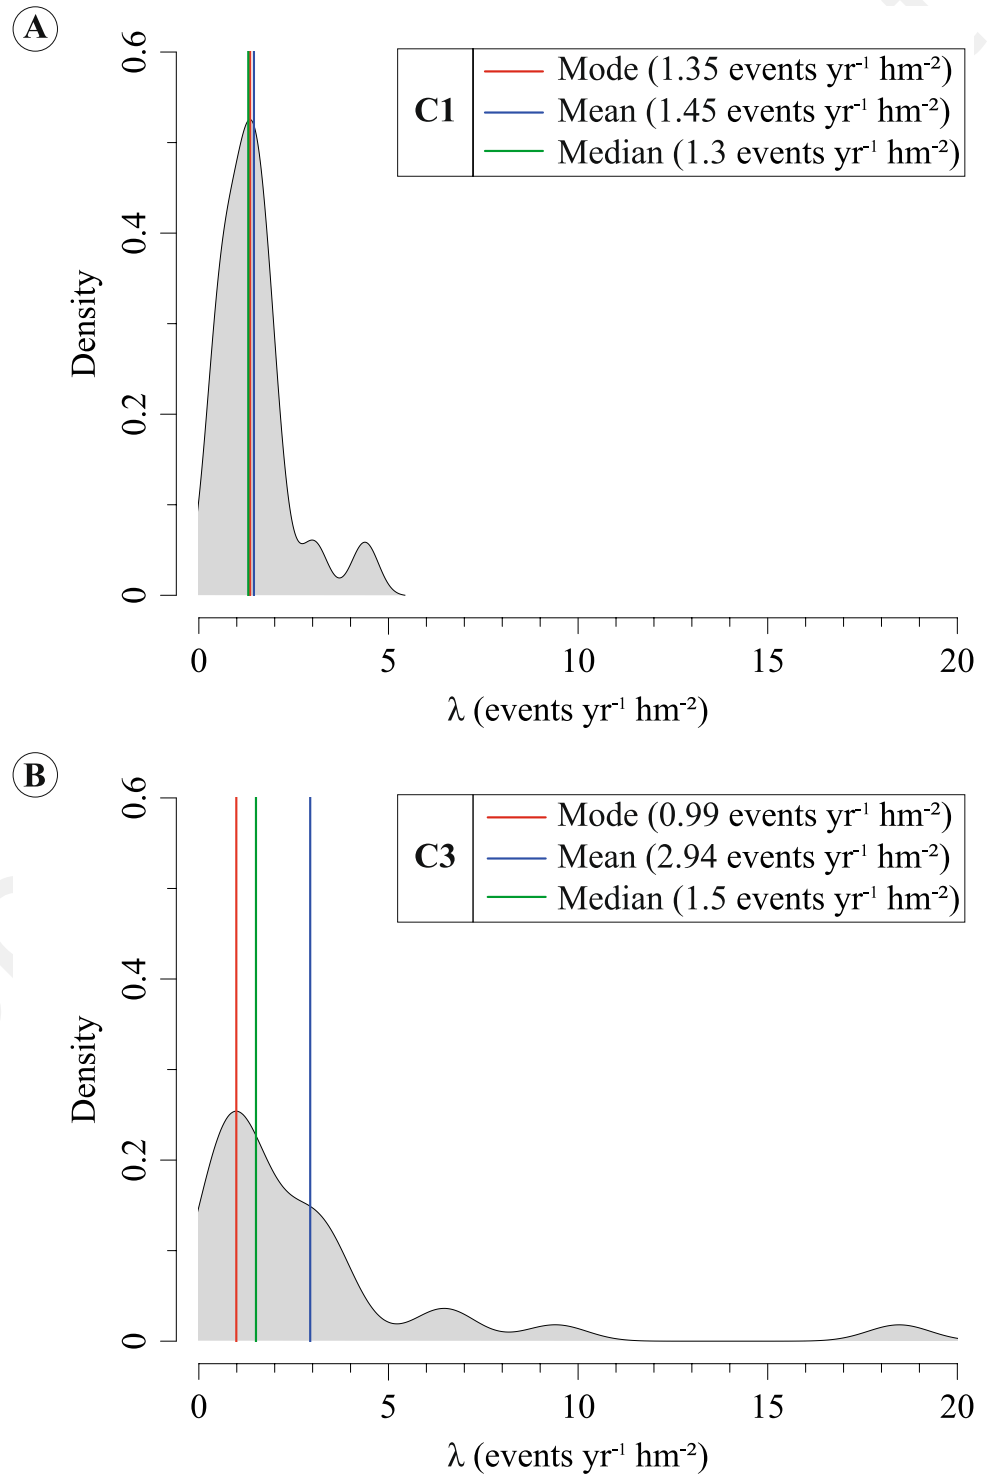 A
0.6
0.4
0.2
0
Density
C1
Mode (1.35 events yr⁻¹ hm⁻²)
Mean (1.45 events yr⁻¹ hm⁻²)
Median (1.3 events yr⁻¹ hm⁻²)
0 5 10 15 20
λ (events yr⁻¹ hm⁻²)
B
0.6
0.4
0.2
0
Density
C3
Mode (0.99 events yr⁻¹ hm⁻²)
Mean (2.94 events yr⁻¹ hm⁻²)
Median (1.5 events yr⁻¹ hm⁻²)
0 5 10 15 20
λ (events yr⁻¹ hm⁻²)